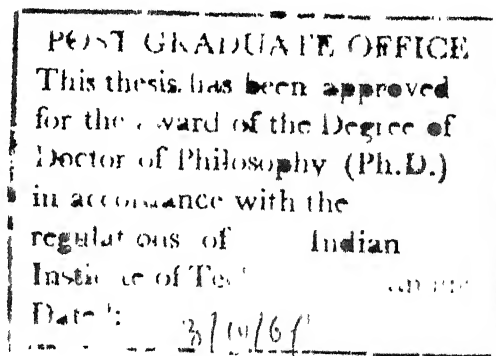 POST GRADUATE OFFICE
This thesis has been approved
for the Award of the Degree of
Doctor of Philosophy (Ph.D.)
in accordance with the
regulations of Indian
Institute of
Dated: